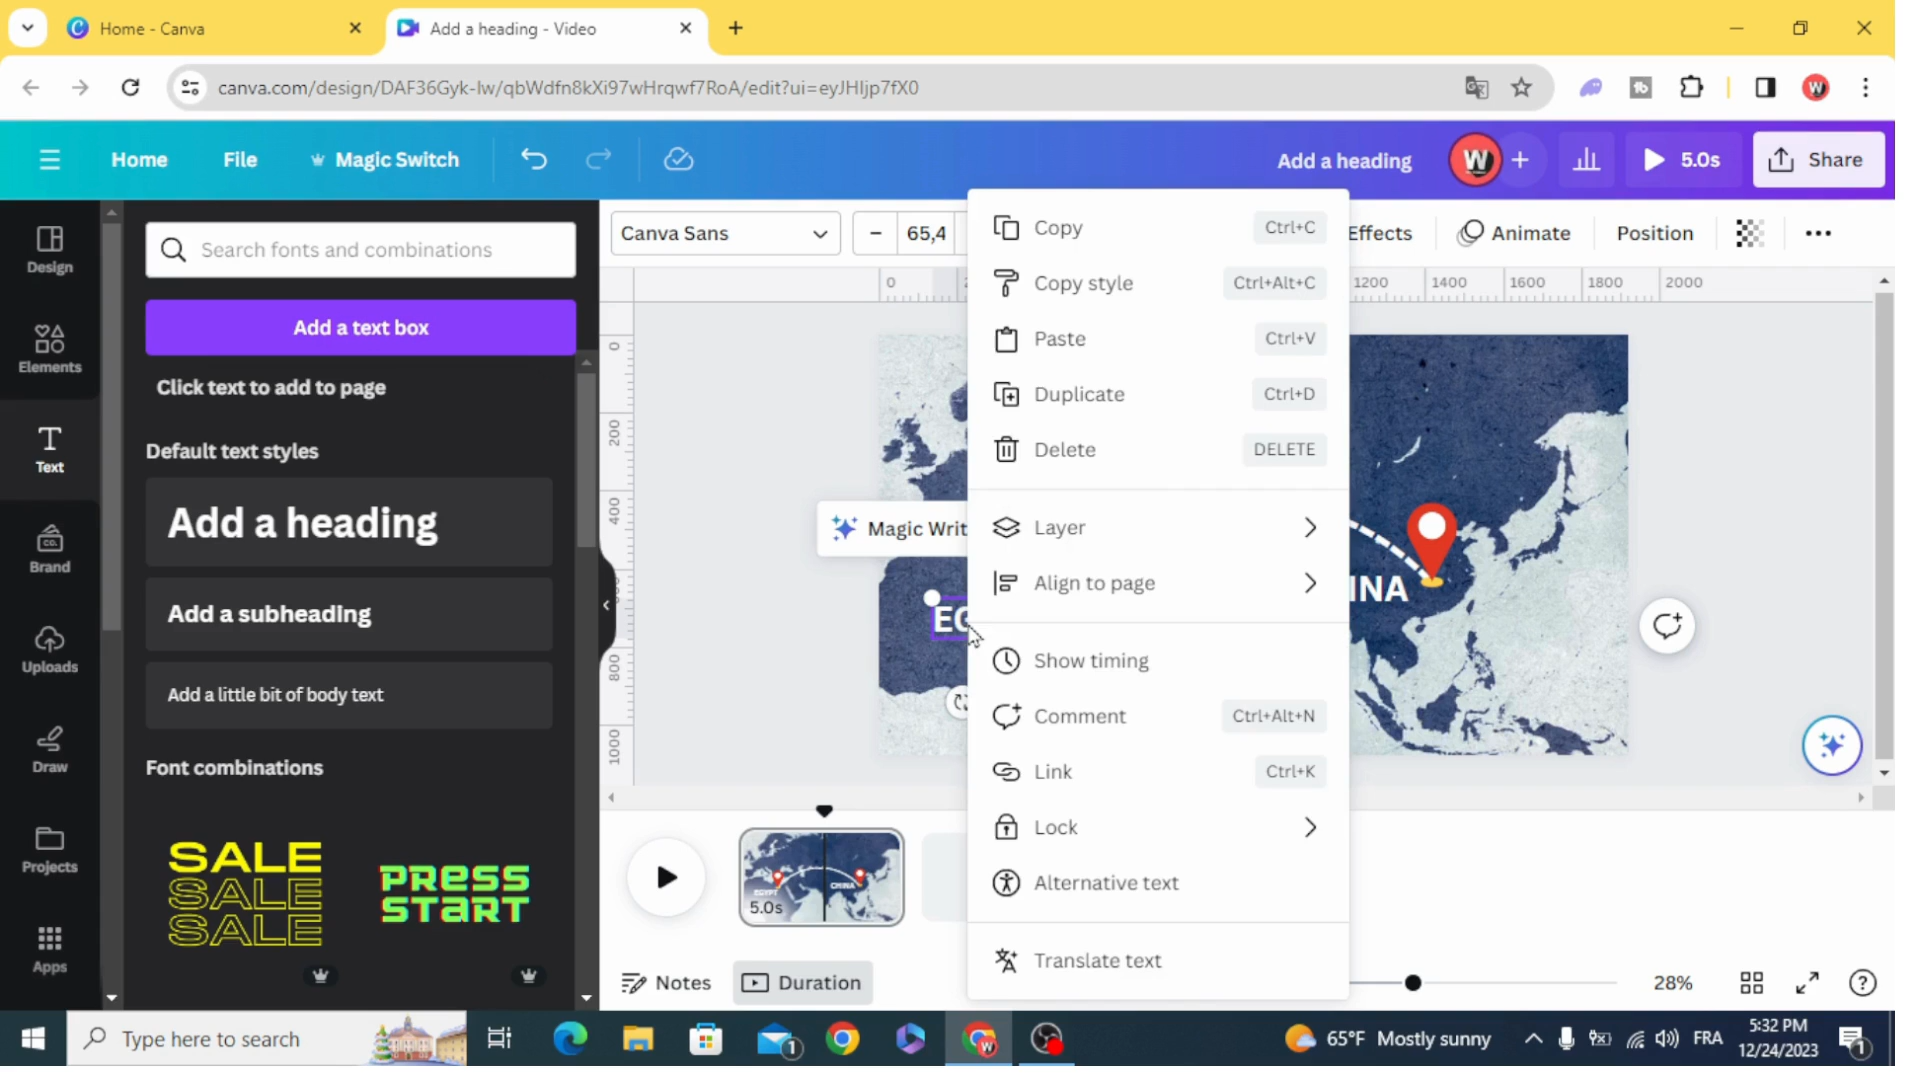 Home - Canva
Add a heading - Video
canva.com/design/DAF36Gyk-lw/qbWdfn8kXi97wHrqwf7RoA/edit?ui=eyJHIjp7fX0
Home
File
Magic Switch
Add a heading
W
5.0s
Share
Design
Elements
Text
Brand
Uploads
Draw
Projects
Apps
Search fonts and combinations
Add a text box
Click text to add to page
Default text styles
Add a heading
Add a subheading
Add a little bit of body text
Font combinations
SALE
SALE
SALE
PRESS
START
Canva Sans
65,4
Effects
Animate
Position
0
1200
1400
1600
1800
2000
0
200
400
800
1000
Magic Writ
EG
INA
Copy Ctrl+C
Copy style Ctrl+Alt+C
Paste Ctrl+V
Duplicate Ctrl+D
Delete DELETE
Layer
Align to page
Show timing
Comment Ctrl+Alt+N
Link Ctrl+K
Lock
Alternative text
Translate text
EGYPT
CHINA
5.0s
Notes
Duration
28%
Type here to search
1
65°F Mostly sunny
FRA
5:32 PM
12/24/2023
1